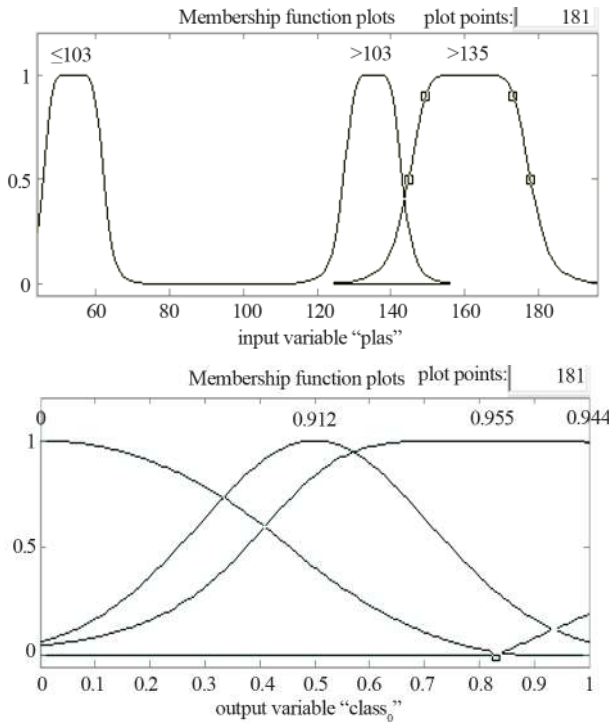 Membership function plots plot points: 181
≤103 >103 >135
1
0.5
0
60 80 100 120 140 160 180
input variable “plas”
Membership function plots plot points: 181
0 0.912 0.955 0.944
1
0.5
0
0 0.1 0.2 0.3 0.4 0.5 0.6 0.7 0.8 0.9 1
output variable “class₀”